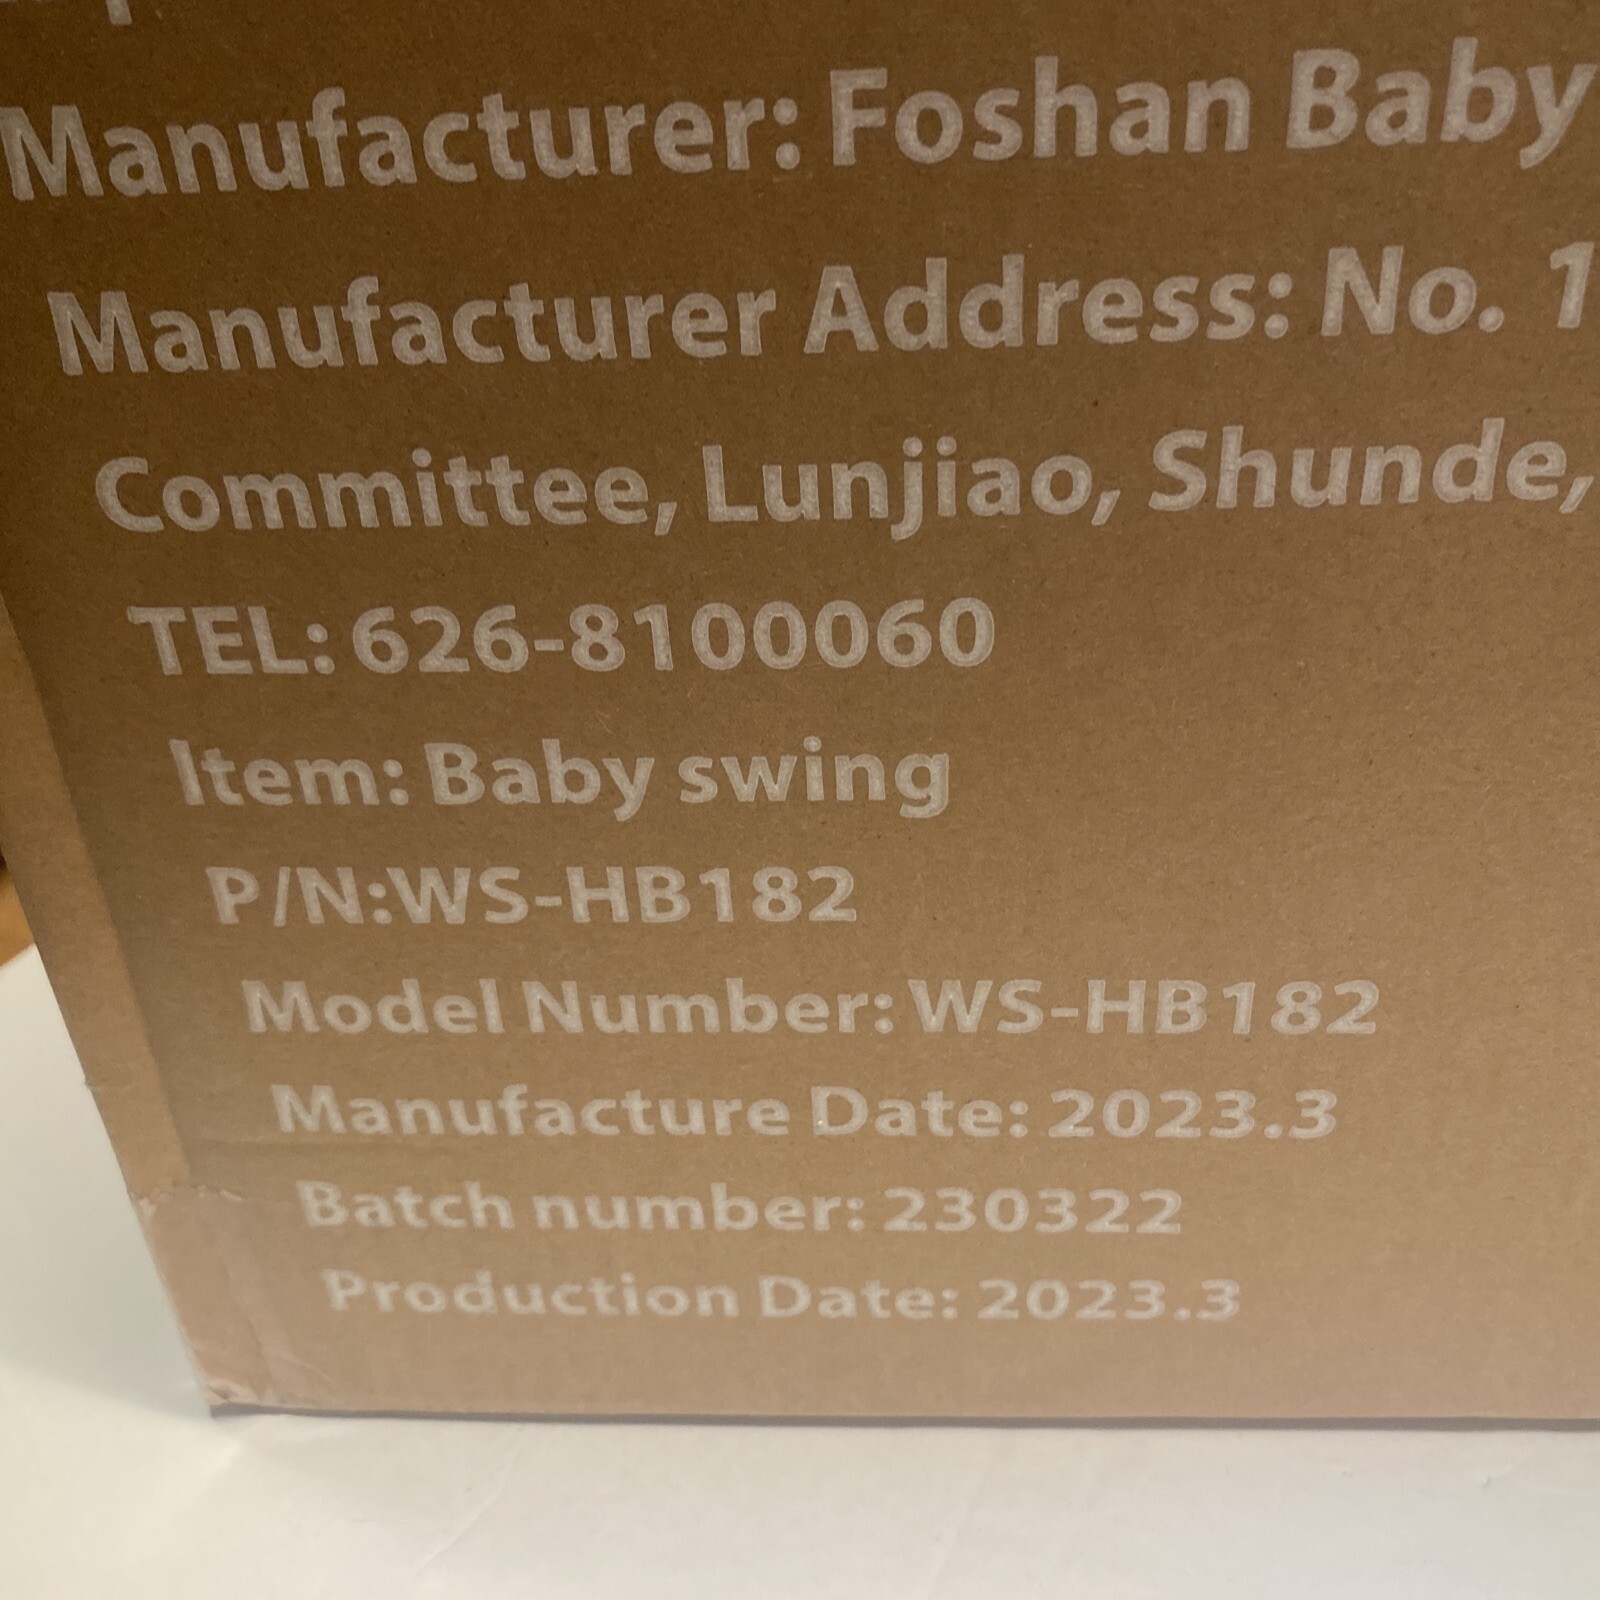 Manufacturer: Foshan Baby
Manufacturer Address: No. 1
Committee, Lunjiao, Shunde,
TEL: 626-8100060
Item: Baby swing
P/N:WS-HB182
Model Number: WS-HB182
Manufacture Date: 2023.3
Batch number: 230322
Production Date: 2023.3